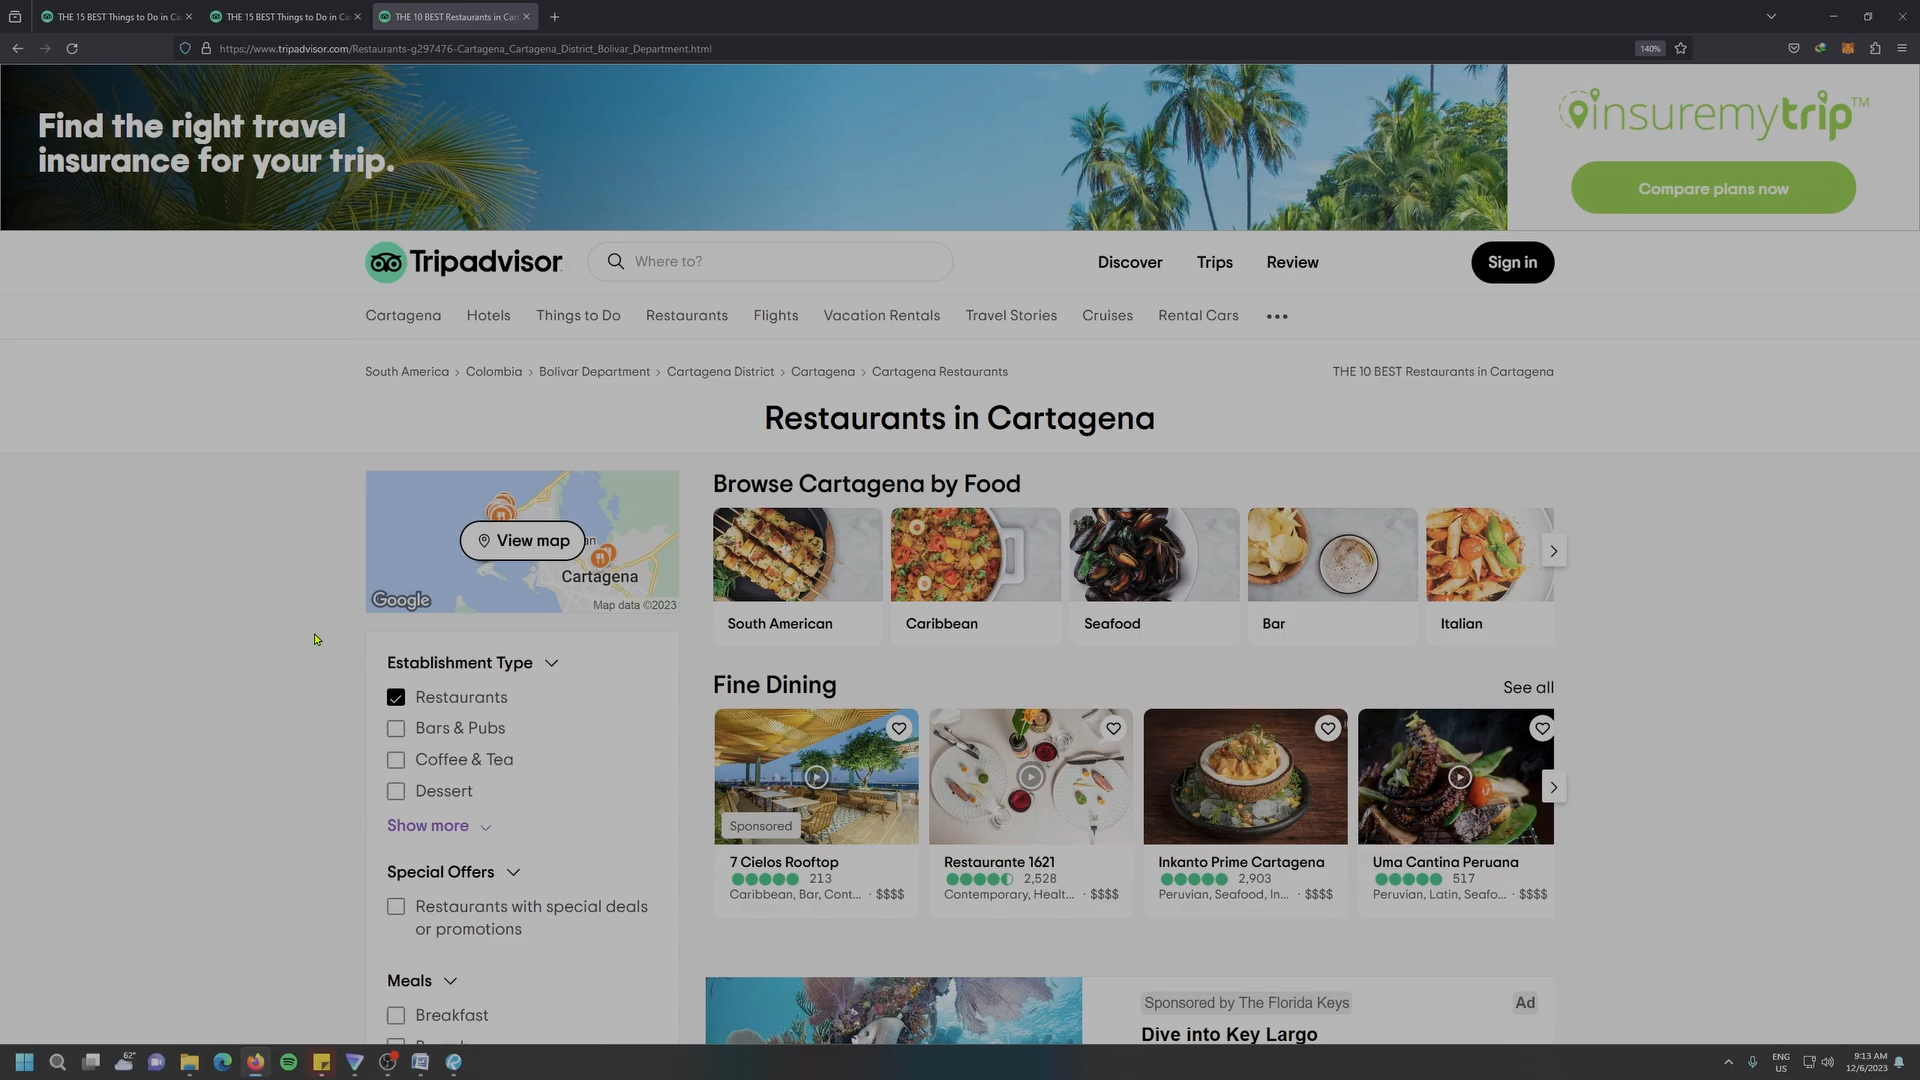 THE 15 BEST Things to Do in Ca
THE 15 BEST Things to Do in Ca
THE 10 BEST Restaurants in Cart
https://www.tripadvisor.com/Restaurants-g297476-Cartagena_Cartagena_District_Bolivar_Department.html
140%
Find the right travel
insurance for your trip.
insuremytrip™
Compare plans now
Tripadvisor
Where to?
Discover
Trips
Review
Sign in
Cartagena
Hotels
Things to Do
Restaurants
Flights
Vacation Rentals
Travel Stories
Cruises
Rental Cars
South America › Colombia › Bolivar Department › Cartagena District › Cartagena › Cartagena Restaurants
THE 10 BEST Restaurants in Cartagena
Restaurants in Cartagena
View map
an
Cartagena
Google
Map data ©2023
Browse Cartagena by Food
South American
Caribbean
Seafood
Bar
Italian
Establishment Type
Restaurants
Bars & Pubs
Coffee & Tea
Dessert
Show more
Special Offers
Restaurants with special deals
or promotions
Meals
Breakfast
Fine Dining
See all
Sponsored
7 Cielos Rooftop
213
Caribbean, Bar, Cont... · $$$$
Restaurante 1621
2,528
Contemporary, Healt... · $$$$
Inkanto Prime Cartagena
2,903
Peruvian, Seafood, In... · $$$$
Uma Cantina Peruana
517
Peruvian, Latin, Seafo... · $$$$
Sponsored by The Florida Keys
Ad
Dive into Key Largo
62°
ENG
US
9:13 AM
12/6/2023